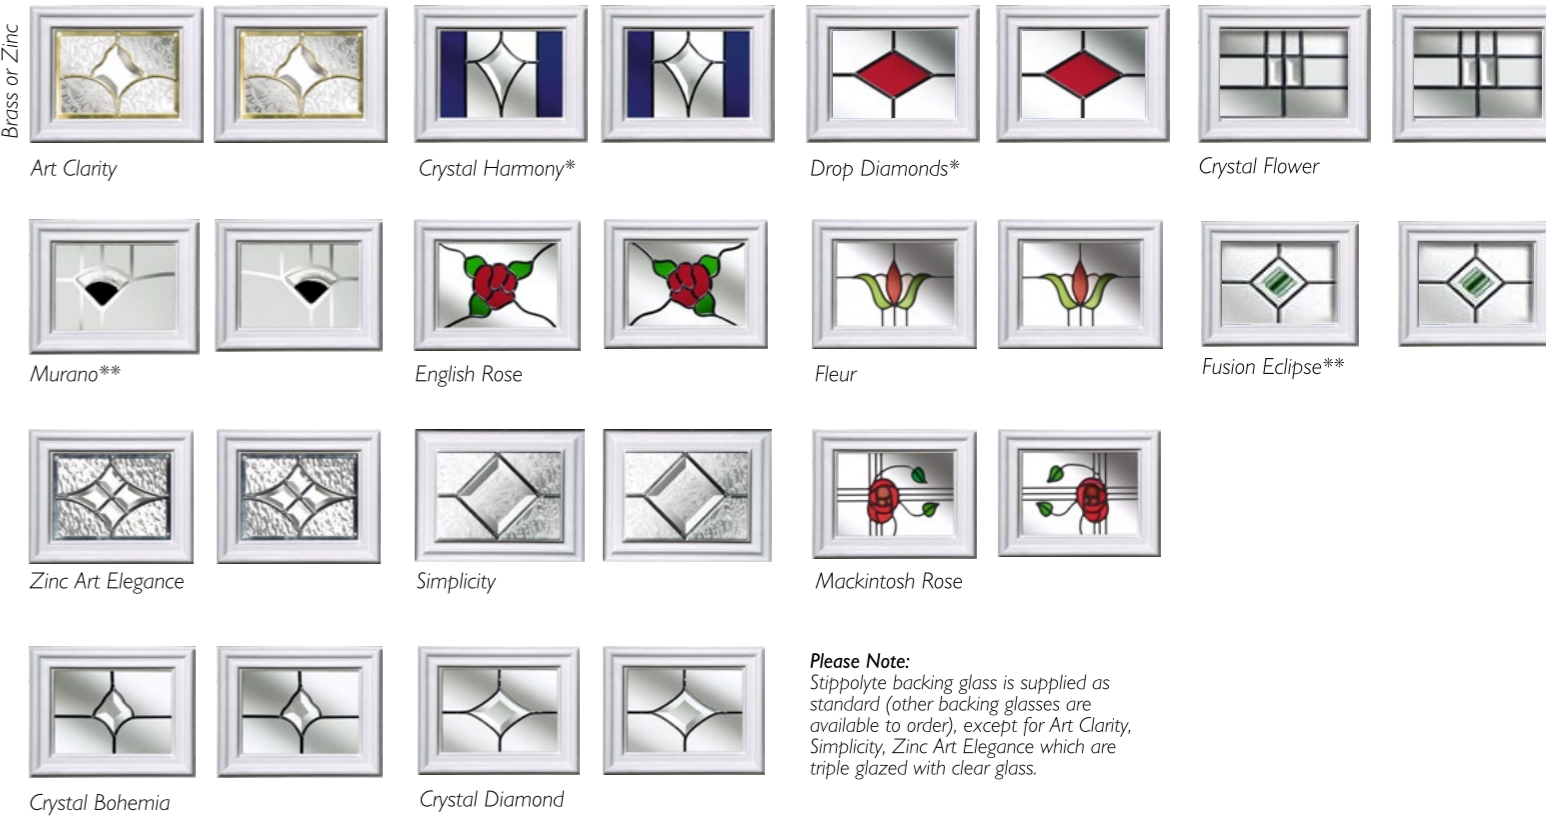 Brass or Zinc
Art Clarity
Crystal Harmony*
Drop Diamonds*
Crystal Flower
Murano**
English Rose
Fleur
Fusion Eclipse**
Zinc Art Elegance
Simplicity
Mackintosh Rose
Crystal Bohemia
Crystal Diamond
Please Note:
Stippolyte backing glass is supplied as
standard (other backing glasses are
available to order), except for Art Clarity,
Simplicity, Zinc Art Elegance which are
triple glazed with clear glass.